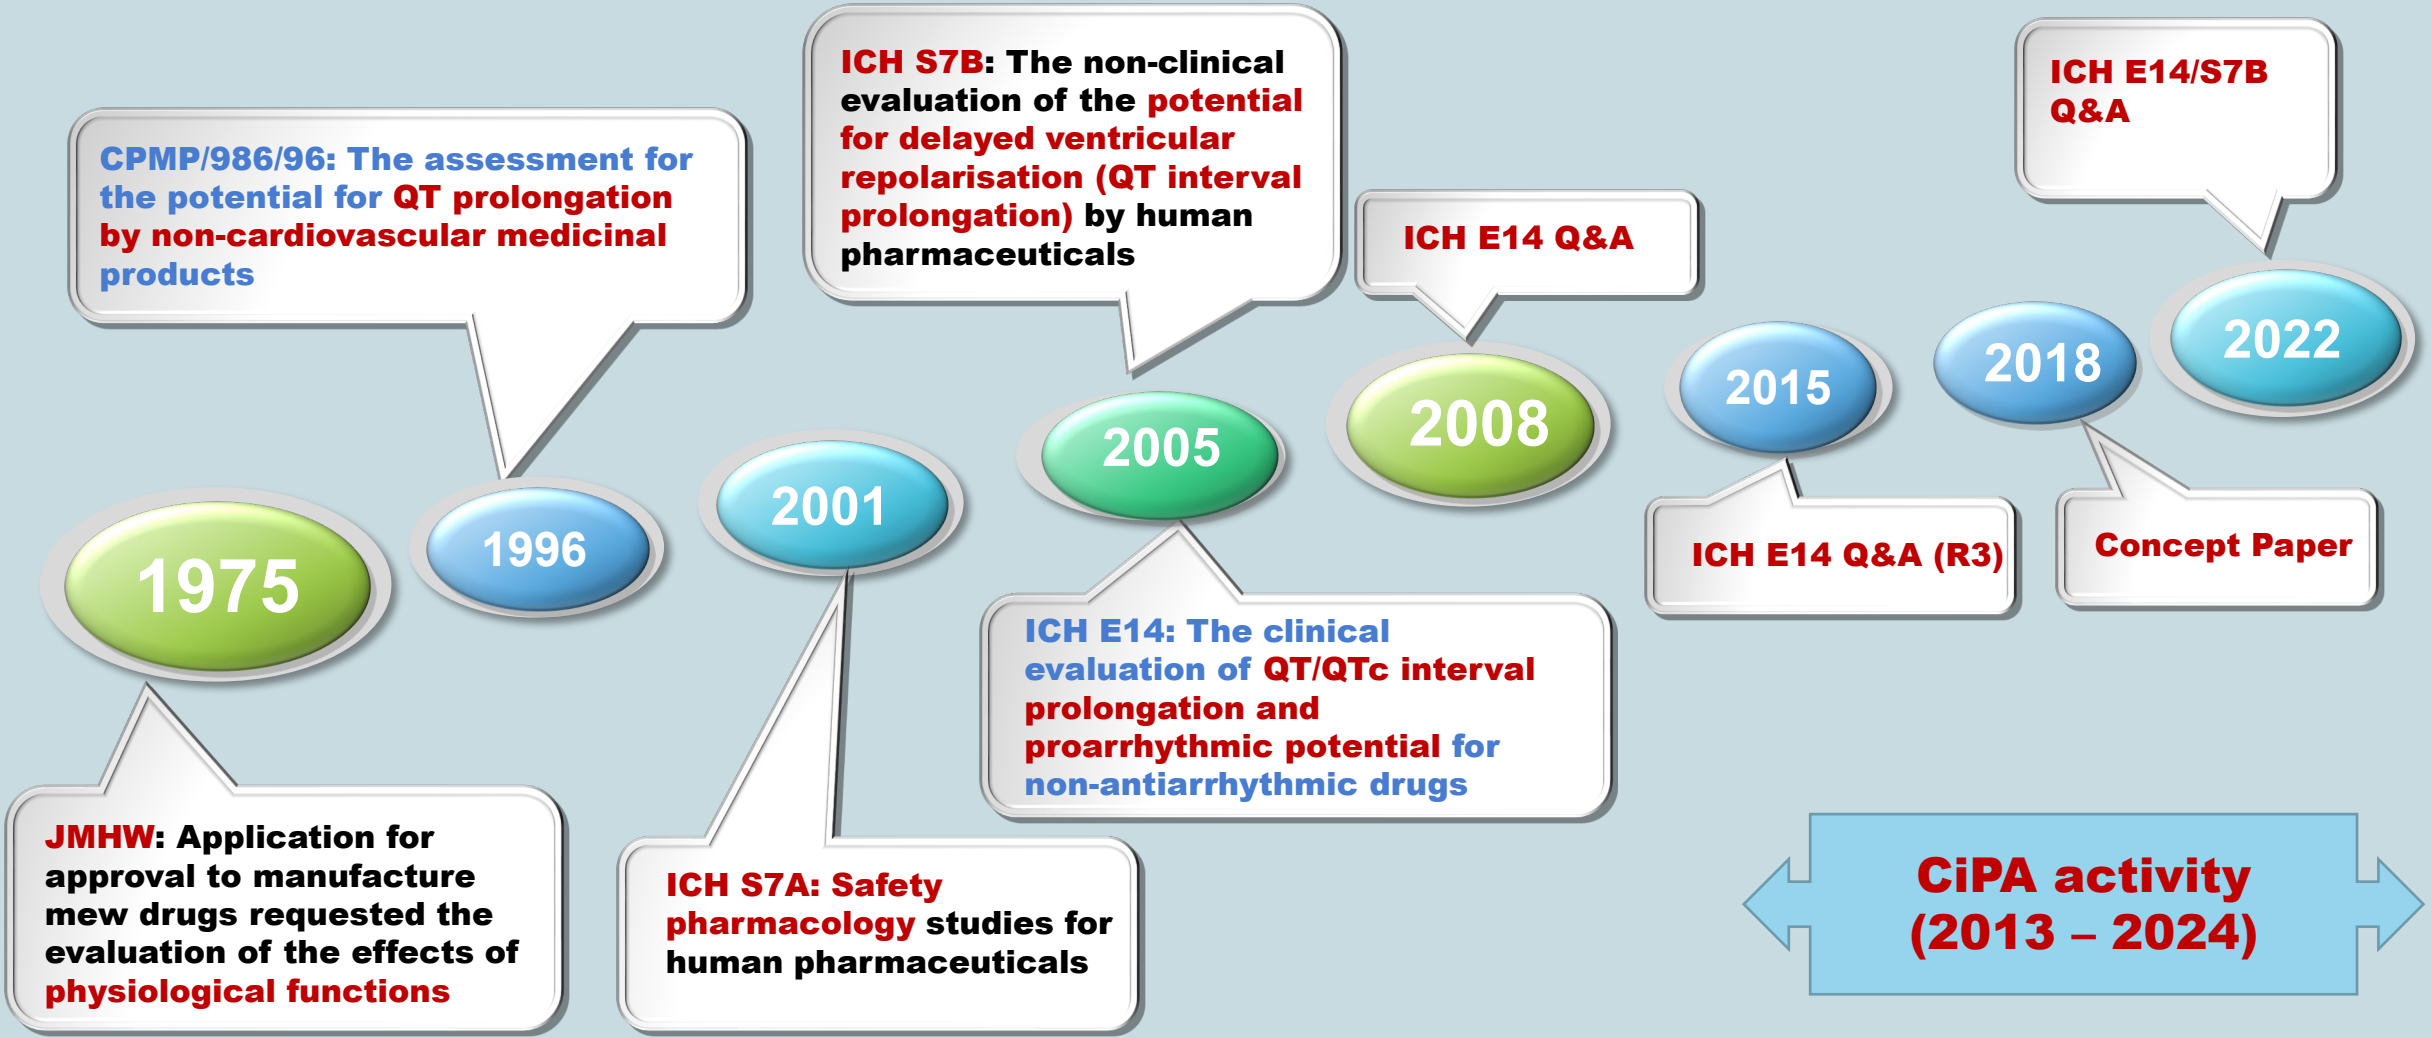 CPMP/986/96: The assessment for
the potential for QT prolongation
by non-cardiovascular medicinal
products
ICH S7B: The non-clinical
evaluation of the potential
for delayed ventricular
repolarisation (QT interval
prolongation) by human
pharmaceuticals
ICH E14 Q&A
ICH E14/S7B
Q&A
1975
1996
2001
2005
2008
2015
2018
2022
JMHW: Application for
approval to manufacture
mew drugs requested the
evaluation of the effects of
physiological functions
ICH S7A: Safety
pharmacology studies for
human pharmaceuticals
ICH E14: The clinical
evaluation of QT/QTc interval
prolongation and
proarrhythmic potential for
non-antiarrhythmic drugs
ICH E14 Q&A (R3)
Concept Paper
CiPA activity
(2013 – 2024)